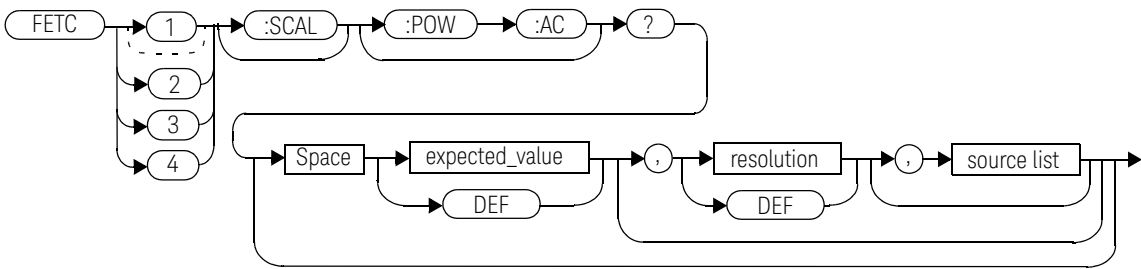 FETC 1 :SCAL :POW :AC ?
2
3
4
Space expected_value , resolution , source list
DEF DEF